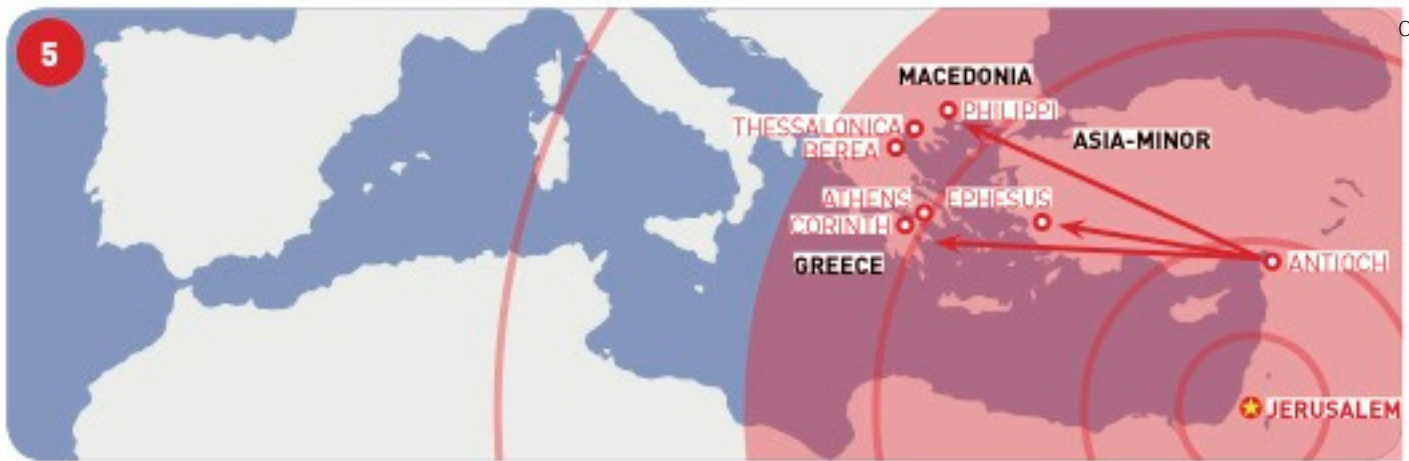 5
C
MACEDONIA
PHILIPPI
THESSALONICA
BEREA
ASIA-MINOR
ATHENS
EPHESUS
CORINTH
GREECE
ANTIOCH
JERUSALEM